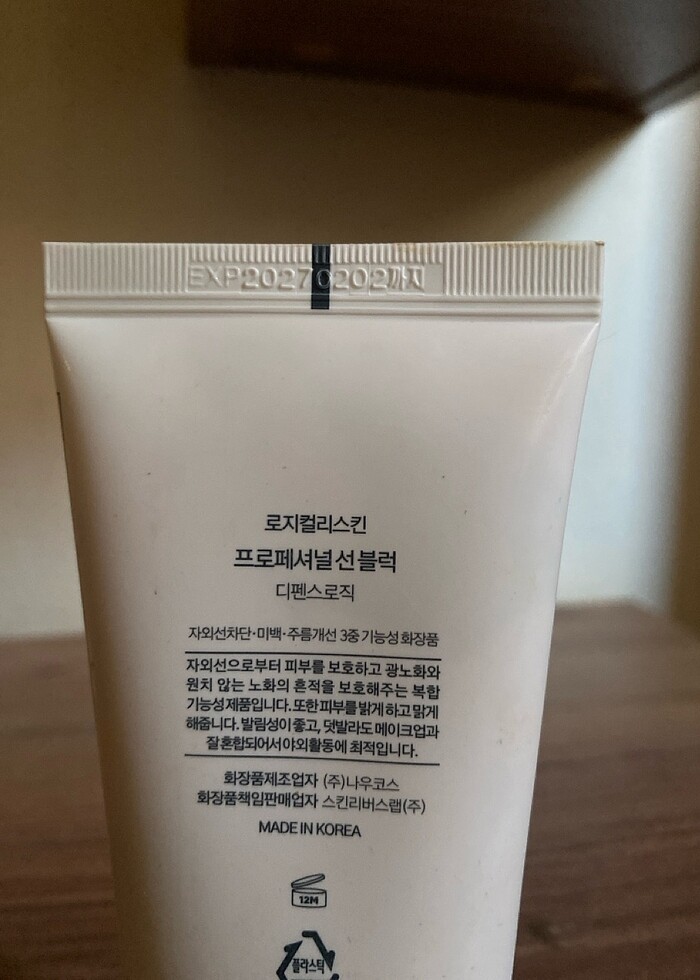 EXP20270202까지
로지컬리스킨
프로페셔널 선 블럭
디펜스로직
자외선차단·미백·주름개선 3중 기능성 화장품
자외선으로부터 피부를 보호하고 광노화와
원치 않는 노화의 흔적을 보호해주는 복합
기능성 제품입니다. 또한 피부를 밝게 하고 맑게
해줍니다. 발림성이 좋고, 덧발라도 메이크업과
잘 혼합되어서 야외활동에 최적입니다.
화장품제조업자 (주)나우코스
화장품책임판매업자 스킨리버스랩(주)
MADE IN KOREA
12M
플라스틱